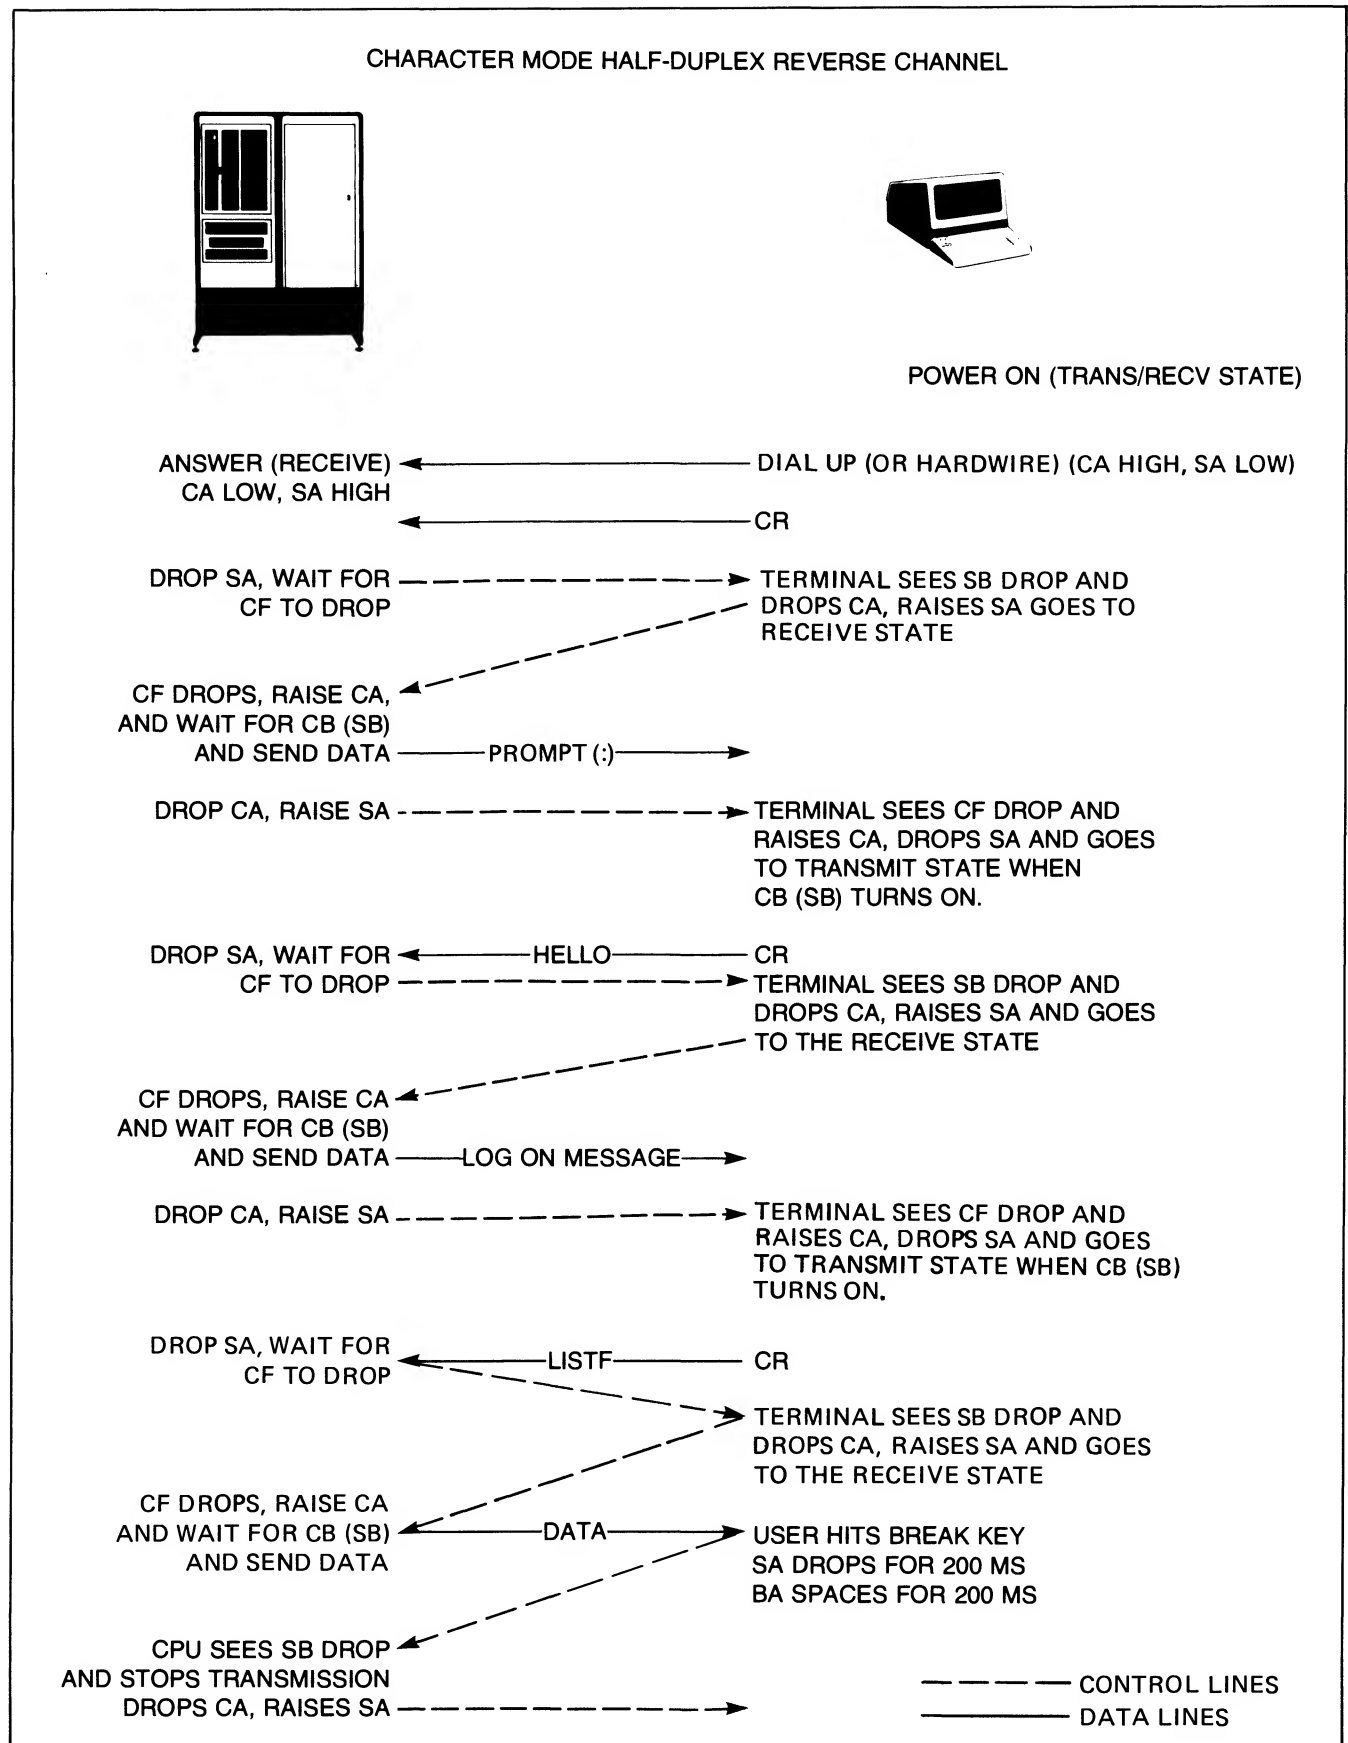 CHARACTER MODE HALF-DUPLEX REVERSE CHANNEL
POWER ON (TRANS/RECV STATE)
ANSWER (RECEIVE)
CA LOW, SA HIGH
DIAL UP (OR HARDWIRE) (CA HIGH, SA LOW)
CR
DROP SA, WAIT FOR
CF TO DROP
TERMINAL SEES SB DROP AND
DROPS CA, RAISES SA GOES TO
RECEIVE STATE
CF DROPS, RAISE CA,
AND WAIT FOR CB (SB)
AND SEND DATA
PROMPT (:)
DROP CA, RAISE SA
TERMINAL SEES CF DROP AND
RAISES CA, DROPS SA AND GOES
TO TRANSMIT STATE WHEN
CB (SB) TURNS ON.
DROP SA, WAIT FOR
CF TO DROP
HELLO
CR
TERMINAL SEES SB DROP AND
DROPS CA, RAISES SA AND GOES
TO THE RECEIVE STATE
CF DROPS, RAISE CA
AND WAIT FOR CB (SB)
AND SEND DATA
LOG ON MESSAGE
DROP CA, RAISE SA
TERMINAL SEES CF DROP AND
RAISES CA, DROPS SA AND GOES
TO TRANSMIT STATE WHEN CB (SB)
TURNS ON.
DROP SA, WAIT FOR
CF TO DROP
LISTF
CR
TERMINAL SEES SB DROP AND
DROPS CA, RAISES SA AND GOES
TO THE RECEIVE STATE
CF DROPS, RAISE CA
AND WAIT FOR CB (SB)
AND SEND DATA
DATA
USER HITS BREAK KEY
SA DROPS FOR 200 MS
BA SPACES FOR 200 MS
CPU SEES SB DROP
AND STOPS TRANSMISSION
DROPS CA, RAISES SA
CONTROL LINES
DATA LINES